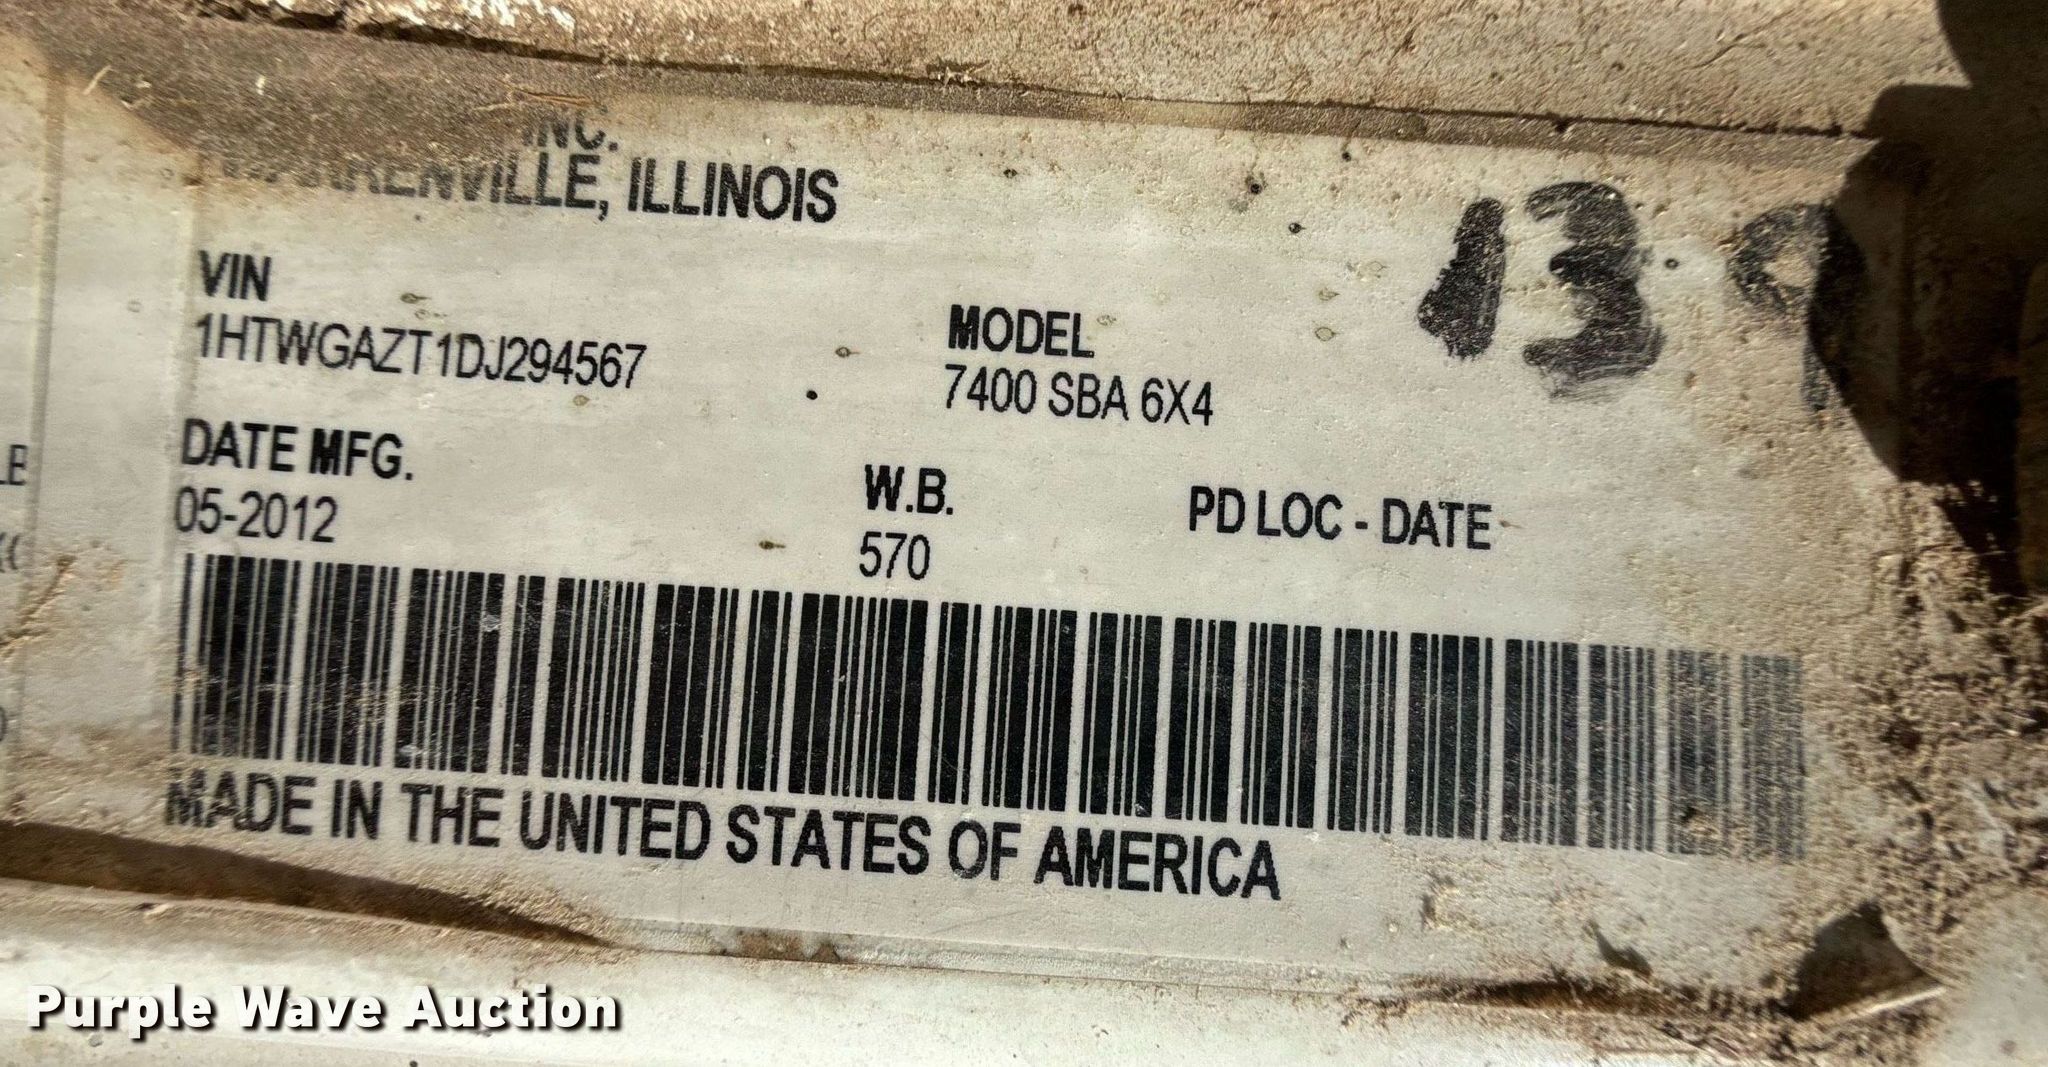 INC.
WARRENVILLE, ILLINOIS
13
VIN
1HTWGAZT1DJ294567
MODEL
7400 SBA 6X4
DATE MFG.
05-2012
W.B.
570
PD LOC - DATE
MADE IN THE UNITED STATES OF AMERICA
Purple Wave Auction